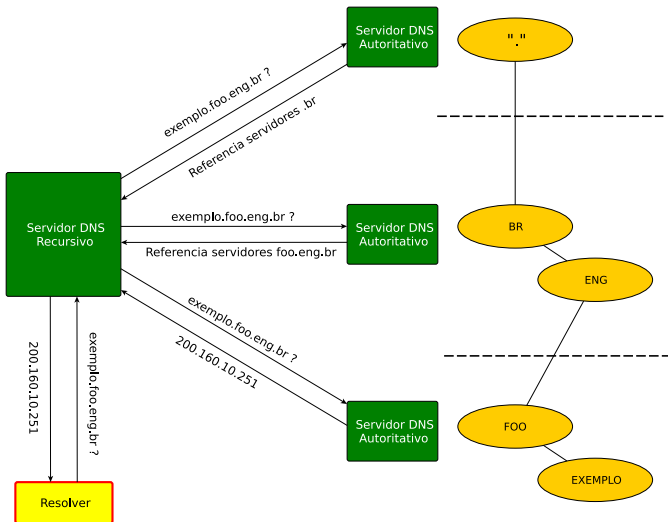 Servidor DNS
Autoritativo
"."
exemplo.foo.eng.br ?
Referencia servidores .br
Servidor DNS
Recursivo
exemplo.foo.eng.br ?
Referencia servidores foo.eng.br
Servidor DNS
Autoritativo
BR
ENG
exemplo.foo.eng.br ?
200.160.10.251
200.160.10.251
exemplo.foo.eng.br ?
Servidor DNS
Autoritativo
FOO
EXEMPLO
Resolver